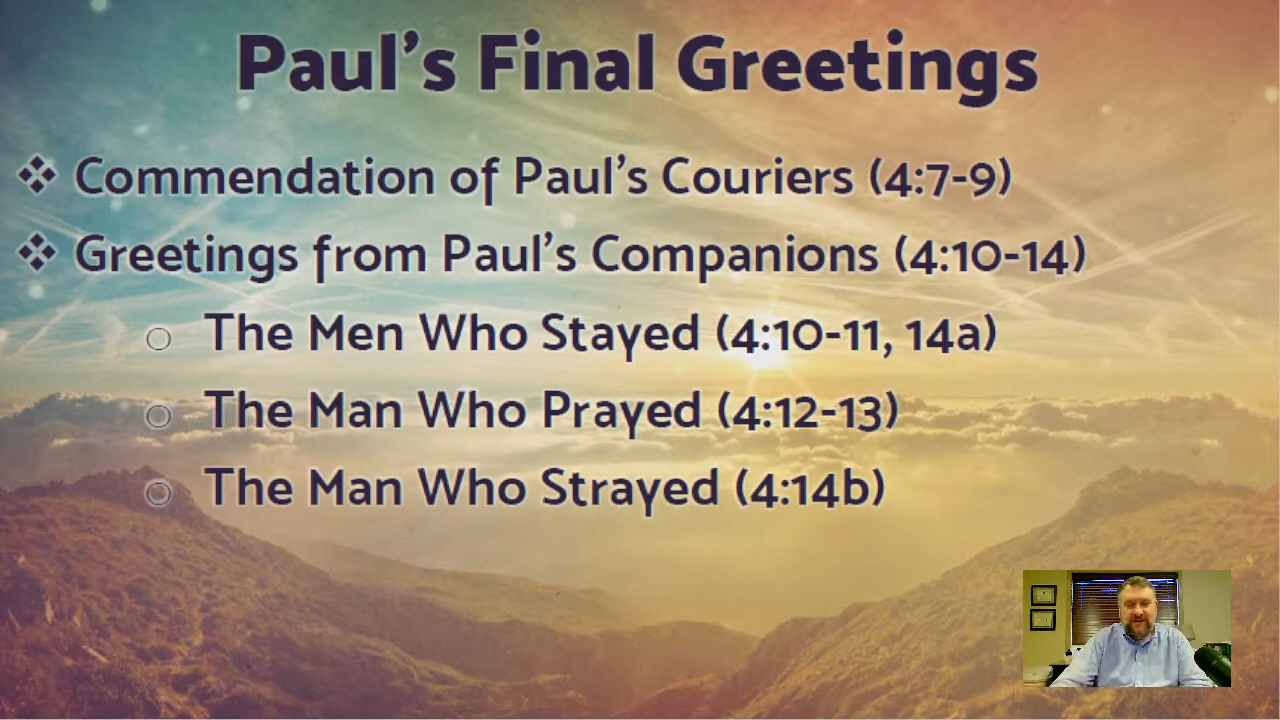 Paul's Final Greetings
❖ Commendation of Paul's Couriers (4:7-9)
❖ Greetings from Paul's Companions (4:10-14)
○ The Men Who Stayed (4:10-11, 14a)
○ The Man Who Prayed (4:12-13)
○ The Man Who Strayed (4:14b)